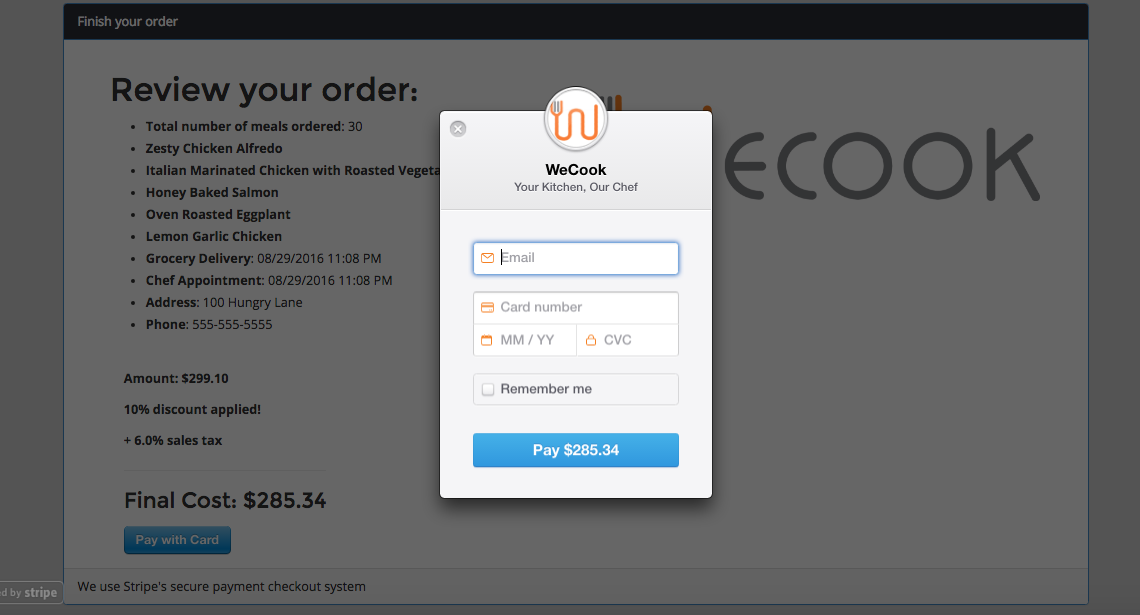 Finish your order
Review your order:
Total number of meals ordered: 30
Zesty Chicken Alfredo
Italian Marinated Chicken with Roasted
Honey Baked Salmon
Oven Roasted Eggplant
Lemon Garlic Chicken
Grocery Delivery: 08/29/2016 11:08 PM
Chef Appointment: 08/29/2016 11:08 PM
Address: 100 Hungry Lane
Phone: 555-555-5555
Amount: $299.10
10% discount applied!
+ 6.0% sales tax
Final Cost: $285.34
Pay with Card
ECOOK
WeCook
Your Kitchen, Our Chef
Email
Card number
MM / YY CVC
Remember me
Pay $285.34
We use Stripe's secure payment checkout system
by stripe